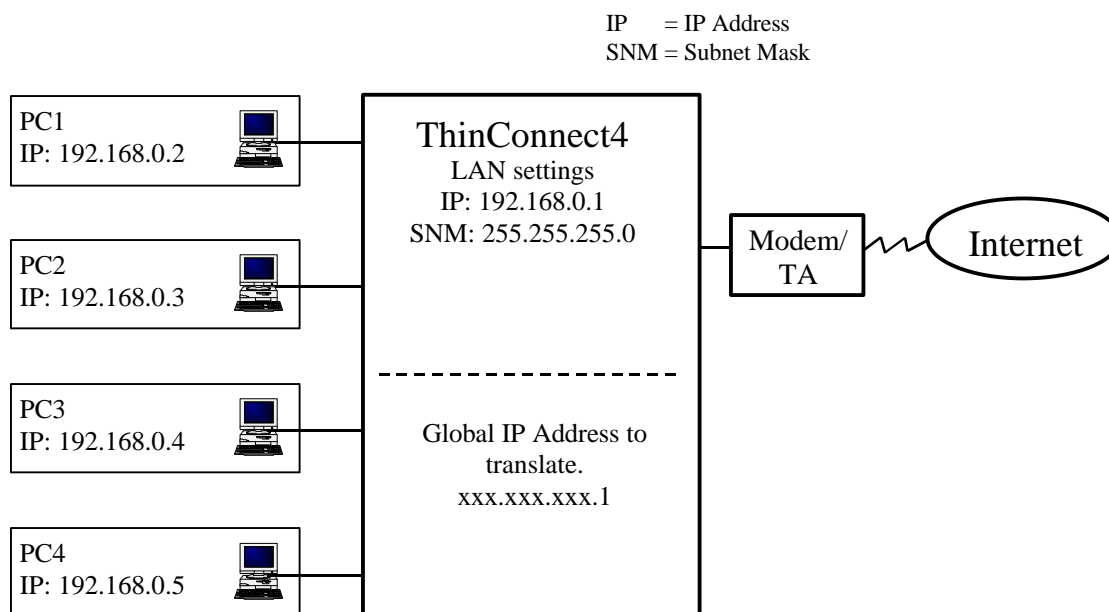 IP = IP Address
SNM = Subnet Mask
PC1
IP: 192.168.0.2
PC2
IP: 192.168.0.3
PC3
IP: 192.168.0.4
PC4
IP: 192.168.0.5
ThinConnect4
LAN settings
IP: 192.168.0.1
SNM: 255.255.255.0
Global IP Address to
translate.
xxx.xxx.xxx.1
Modem/
TA
Internet